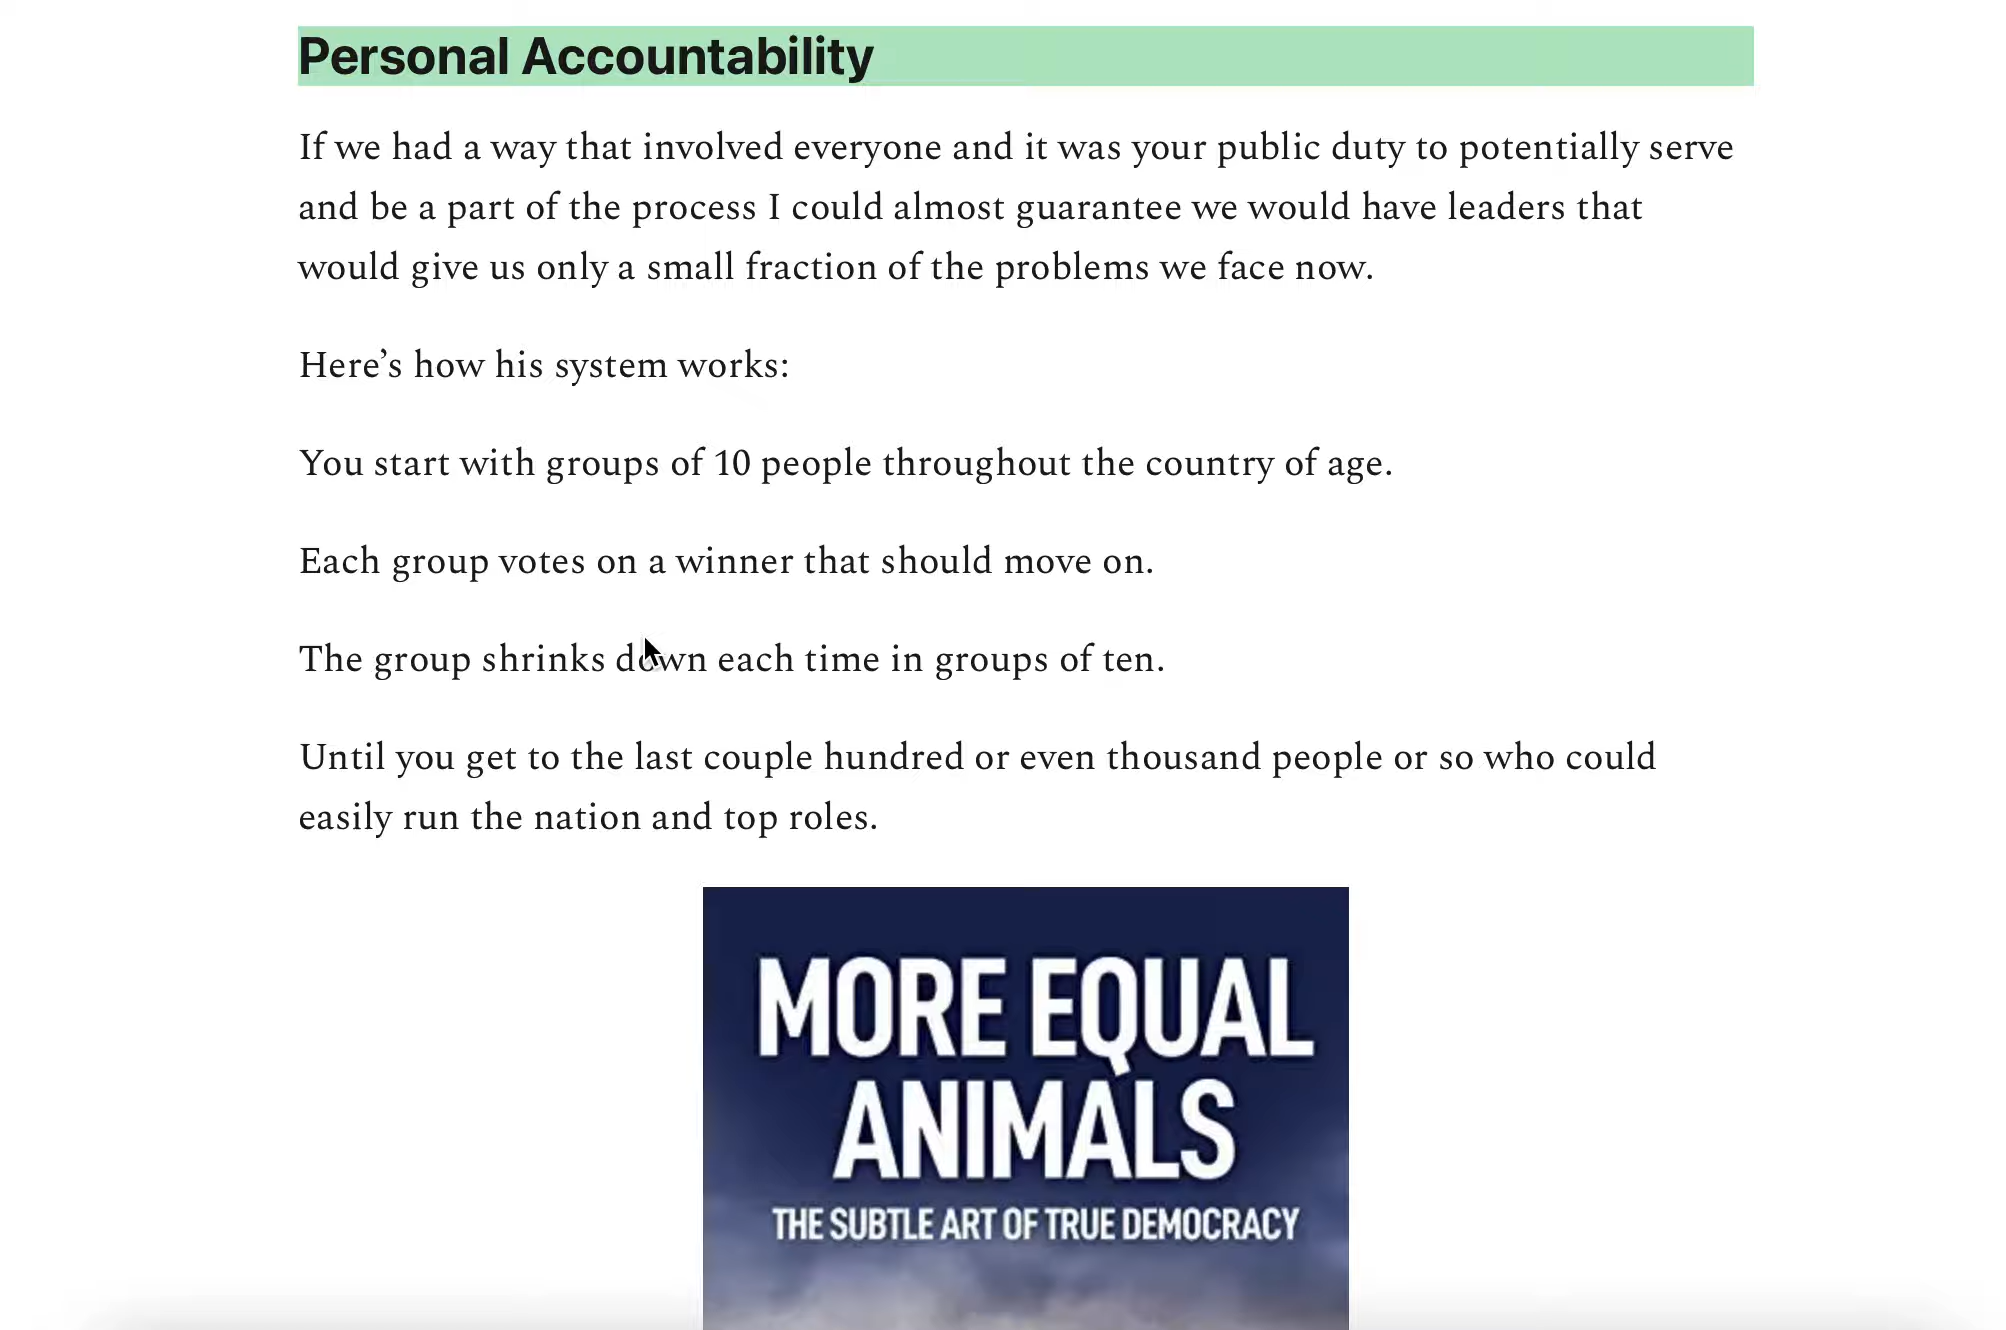 Personal Accountability
If we had a way that involved everyone and it was your public duty to potentially serve
and be a part of the process I could almost guarantee we would have leaders that
would give us only a small fraction of the problems we face now.
Here’s how his system works:
You start with groups of 10 people throughout the country of age.
Each group votes on a winner that should move on.
The group shrinks down each time in groups of ten.
Until you get to the last couple hundred or even thousand people or so who could
easily run the nation and top roles.
MORE EQUAL
ANIMALS
THE SUBTLE ART OF TRUE DEMOCRACY